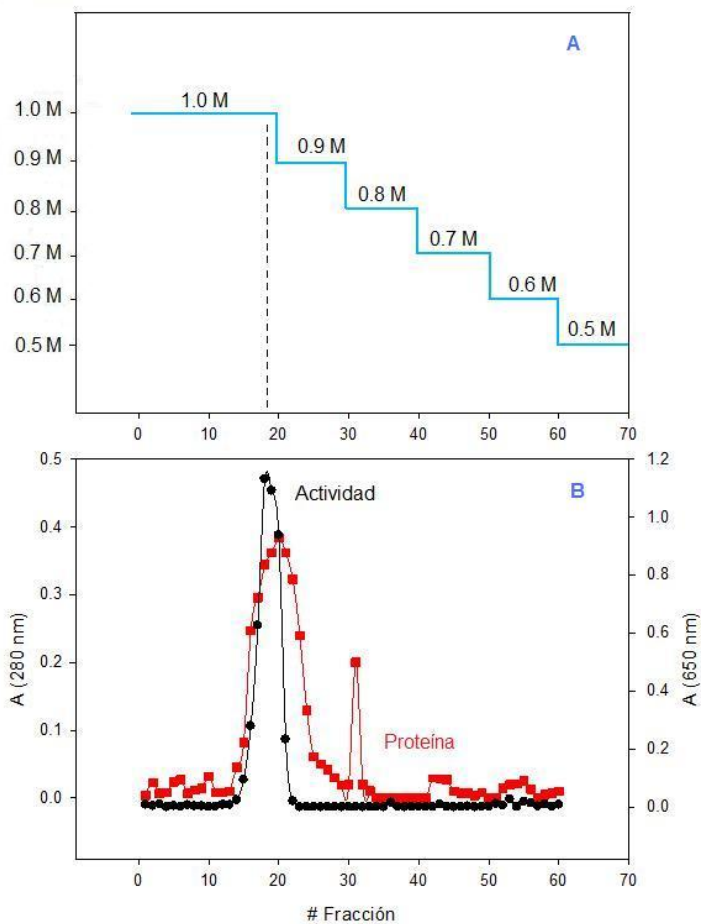 A
1.0 M
0.9 M
0.8 M
0.7 M
0.6 M
0.5 M
1.0 M
0.9 M
0.8 M
0.7 M
0.6 M
0.5 M
0 10 20 30 40 50 60 70
B
Actividad
Proteína
A (280 nm)
0.5
0.4
0.3
0.2
0.1
0.0
1.2
1.0
0.8
0.6
0.4
0.2
0.0
A (650 nm)
0 10 20 30 40 50 60 70
# Fracción